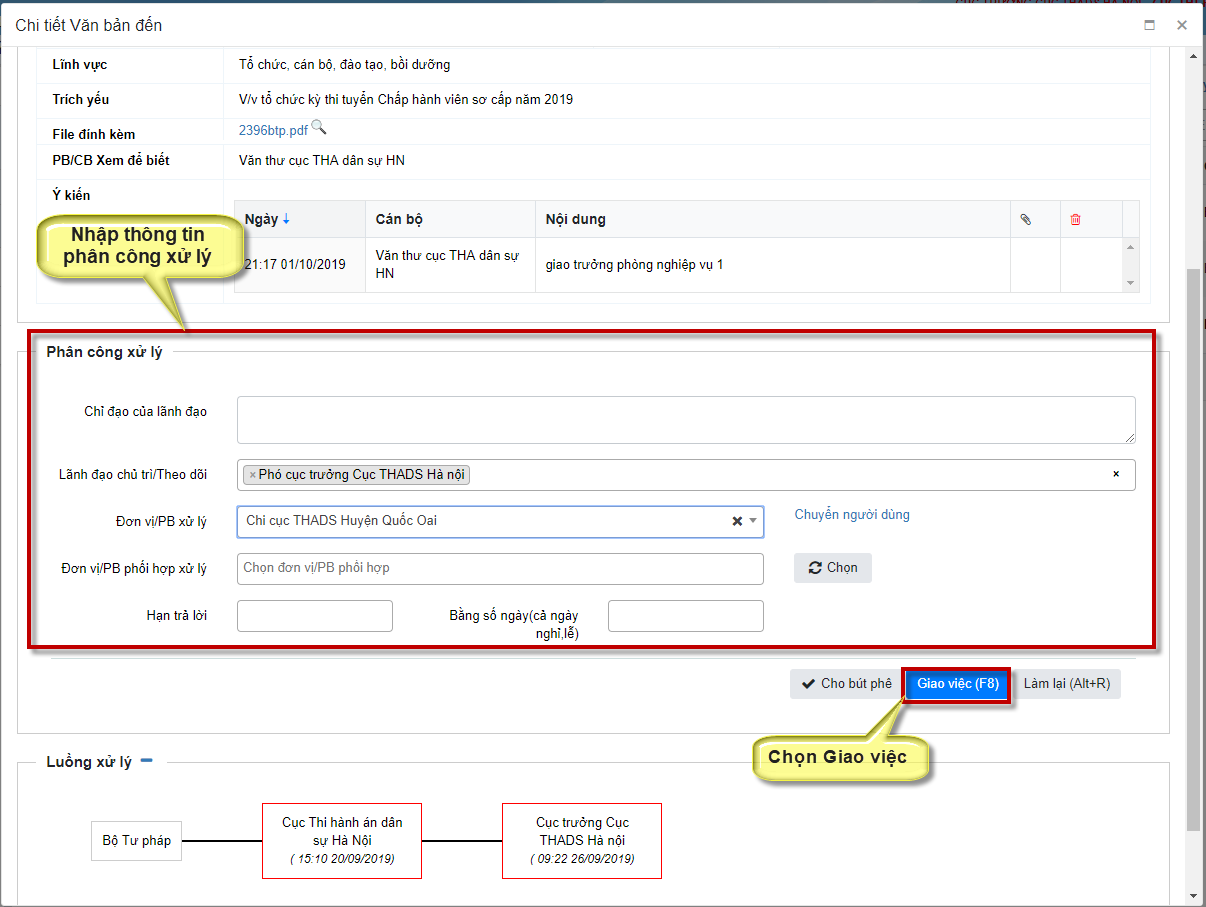 Chi tiết Văn bản đến
Lĩnh vực
Tổ chức, cán bộ, đào tạo, bồi dưỡng
Trích yếu
V/v tổ chức kỳ thi tuyển Chấp hành viên sơ cấp năm 2019
File đính kèm
2396btp.pdf
PB/CB Xem để biết
Văn thư cục THA dân sự HN
Ý kiến
Ngày
Cán bộ
Nội dung
21:17 01/10/2019
Văn thư cục THA dân sự
HN
giao trưởng phòng nghiệp vụ 1
Nhập thông tin
phân công xử lý
Phân công xử lý
Chỉ đạo của lãnh đạo
Lãnh đạo chủ trì/Theo dõi
× Phó cục trưởng Cục THADS Hà nội
×
Đơn vị/PB xử lý
Chi cục THADS Huyện Quốc Oai
Chuyển người dùng
Đơn vị/PB phối hợp xử lý
Chọn đơn vị/PB phối hợp
Chọn
Hạn trả lời
Bằng số ngày(cả ngày
nghỉ,lễ)
Cho bút phê
Giao việc (F8)
Làm lại (Alt+R)
Chọn Giao việc
Luồng xử lý
Bộ Tư pháp
Cục Thi hành án dân
sự Hà Nội
( 15:10 20/09/2019)
Cục trưởng Cục
THADS Hà nội
( 09:22 26/09/2019)